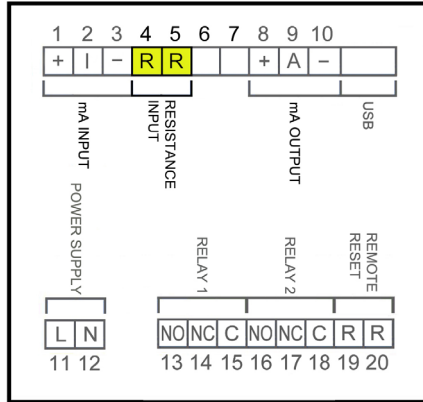 1 2 3 4 5 6 7 8 9 10
+ I − R R + A −
mA INPUT
RESISTANCE
INPUT
mA OUTPUT
USB
POWER SUPPLY
RELAY 1
RELAY 2
REMOTE
RESET
L N NO NC C NO NC C R R
11 12 13 14 15 16 17 18 19 20